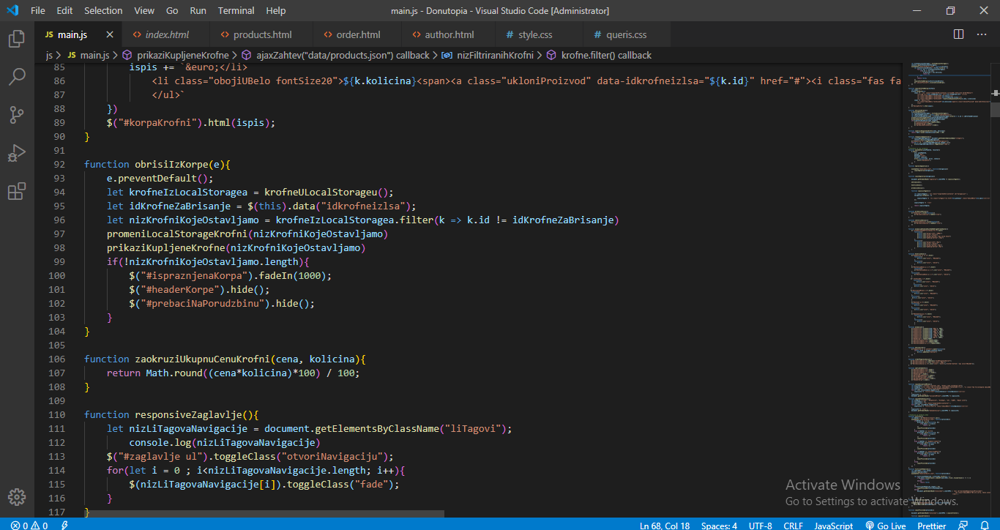 File Edit Selection View Go Run Terminal Help main.js - Donutopia - Visual Studio Code [Administrator]
JS main.js <> index.html <> products.html <> order.html <> author.html # style.css # queris.css
js > JS main.js > prikaziKupljeneKrofne > ajaxZahtev("data/products.json") callback > nizFiltriranihKrofni > krofne.filter() callback
85 ispis += `&euro;</li>
86 <li class="obojiUBelo fontSize20">${k.kolicina}<span><a class="ukloniProizvod" data-idkrofneizlsa="${k.id}" href="#"><i class="fas fa
87 </ul>`
88 })
89 $("#korpaKrofni").html(ispis);
90 }
91
92 function obrisiIzKorpe(e){
93 e.preventDefault();
94 let krofneIzLocalStoragea = krofneULocalStorageu();
95 let idKrofneZaBrisanje = $(this).data("idkrofneizlsa");
96 let nizKrofniKojeOstavljamo = krofneIzLocalStoragea.filter(k => k.id != idKrofneZaBrisanje)
97 promeniLocalStorageKrofni(nizKrofniKojeOstavljamo)
98 prikaziKupljeneKrofne(nizKrofniKojeOstavljamo)
99 if(!nizKrofniKojeOstavljamo.length){
100 $("#ispraznjenaKorpa").fadeIn(1000);
101 $("#headerKorpe").hide();
102 $("#prebaciNaPorudzbinu").hide();
103 }
104 }
105
106 function zaokruziUkupnuCenuKrofni(cena, kolicina){
107 return Math.round((cena*kolicina)*100) / 100;
108 }
109
110 function responsiveZaglavlje(){
111 let nizLiTagovaNavigacije = document.getElementsByClassName("liTagovi");
112 console.log(nizLiTagovaNavigacije)
113 $("#zaglavlje ul").toggleClass("otvoriNavigaciju");
114 for(let i = 0 ; i<nizLiTagovaNavigacije.length; i++){
115 $(nizLiTagovaNavigacije[i]).toggleClass("fade");
116 }
117 }
Activate Windows
Go to Settings to activate Windows.
0 0 Ln 68, Col 18 Spaces: 4 UTF-8 CRLF JavaScript Go Live Prettier